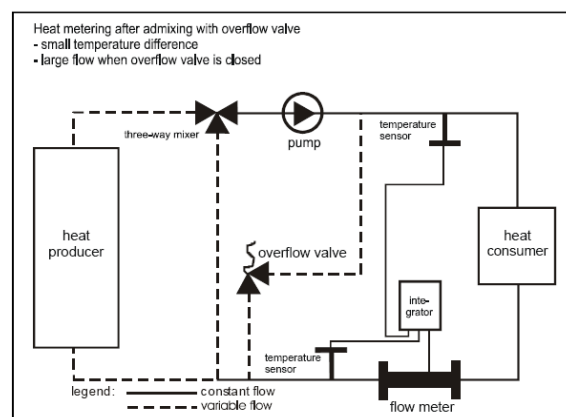 Heat metering after admixing with overflow valve
- small temperature difference
- large flow when overflow valve is closed
three-way mixer
pump
temperature
sensor
heat
producer
overflow valve
heat
consumer
inte-
grator
temperature
sensor
flow meter
legend: constant flow
variable flow